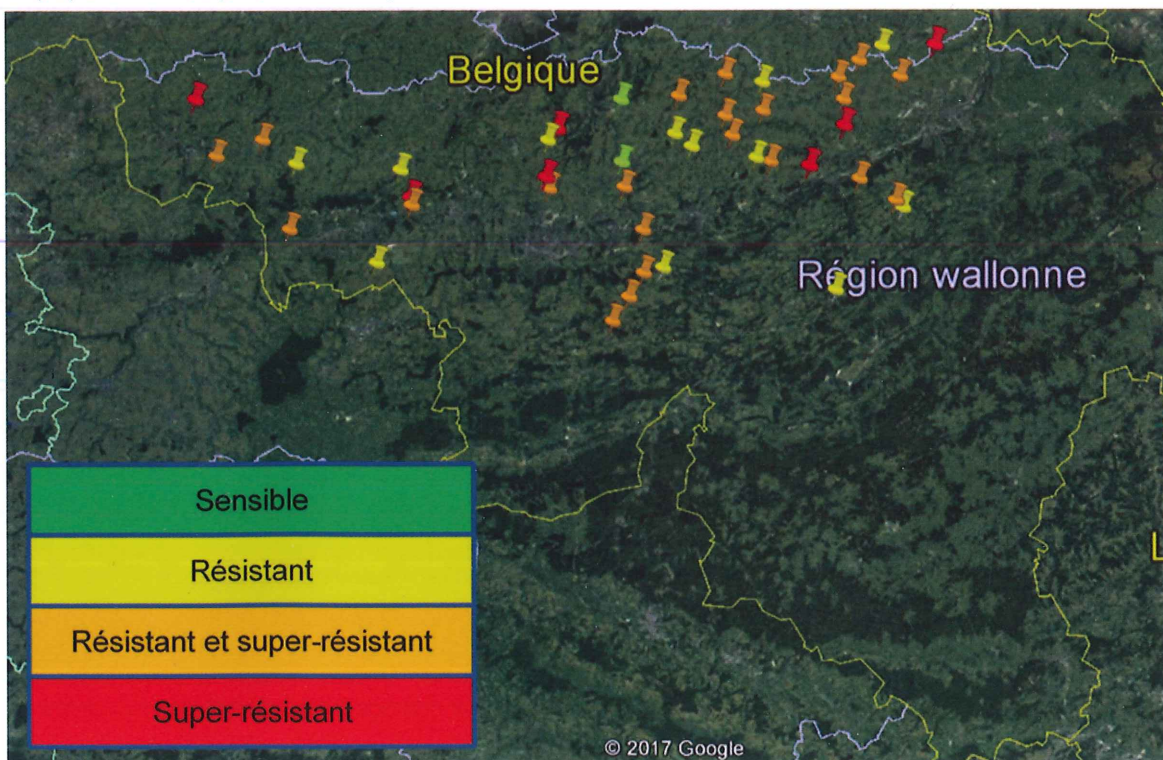 Belgique
Région wallonne
L
Sensible
Résistant
Résistant et super-résistant
Super-résistant
© 2017 Google